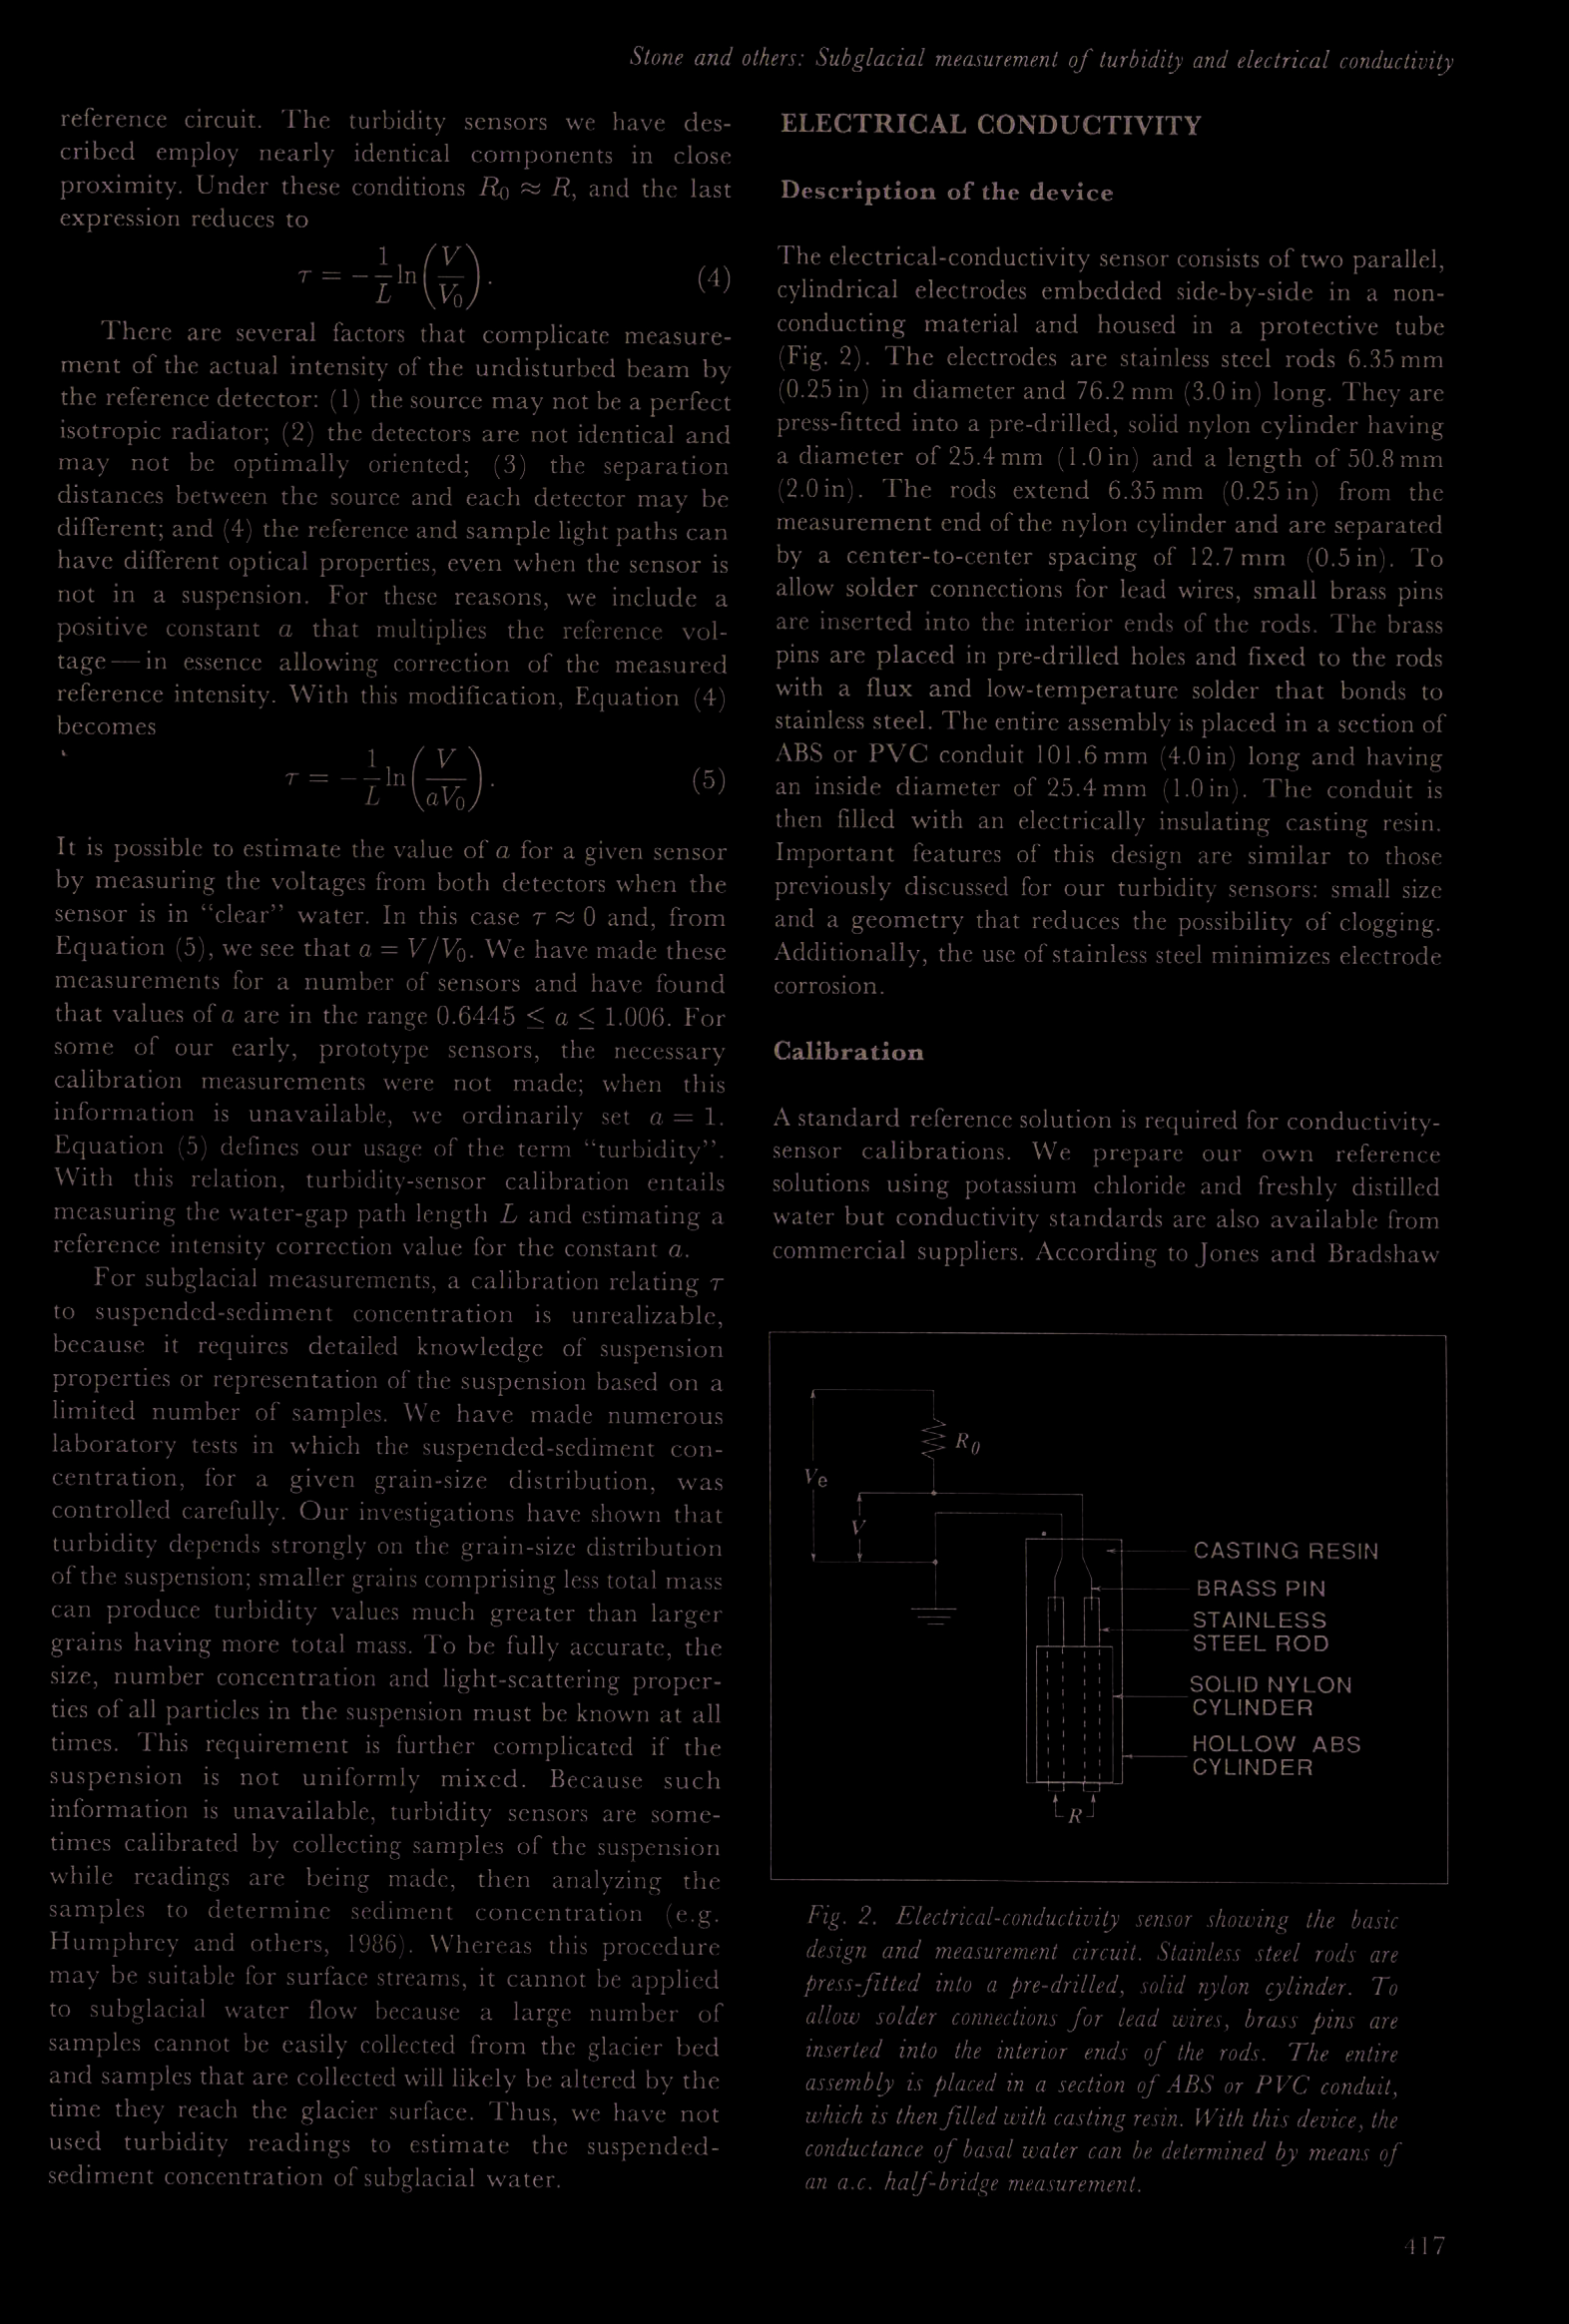 Stone and others: Subglacial measurement of turbidity and electrical conductivity
reference circuit. The turbidity sensors we have des-
cribed employ nearly identical components in close
proximity. Under these conditions R₀ ≈ R, and the last
expression reduces to
τ = −(1/L) ln(V/V₀). (4)
There are several factors that complicate measure-
ment of the actual intensity of the undisturbed beam by
the reference detector: (1) the source may not be a perfect
isotropic radiator; (2) the detectors are not identical and
may not be optimally oriented; (3) the separation
distances between the source and each detector may be
different; and (4) the reference and sample light paths can
have different optical properties, even when the sensor is
not in a suspension. For these reasons, we include a
positive constant a that multiplies the reference vol-
tage — in essence allowing correction of the measured
reference intensity. With this modification, Equation (4)
becomes
τ = −(1/L) ln(V/aV₀). (5)
It is possible to estimate the value of a for a given sensor
by measuring the voltages from both detectors when the
sensor is in “clear” water. In this case τ ≈ 0 and, from
Equation (5), we see that a = V/V₀. We have made these
measurements for a number of sensors and have found
that values of a are in the range 0.6445 ≤ a ≤ 1.006. For
some of our early, prototype sensors, the necessary
calibration measurements were not made; when this
information is unavailable, we ordinarily set a = 1.
Equation (5) defines our usage of the term “turbidity”.
With this relation, turbidity-sensor calibration entails
measuring the water-gap path length L and estimating a
reference intensity correction value for the constant a.
For subglacial measurements, a calibration relating τ
to suspended-sediment concentration is unrealizable,
because it requires detailed knowledge of suspension
properties or representation of the suspension based on a
limited number of samples. We have made numerous
laboratory tests in which the suspended-sediment con-
centration, for a given grain-size distribution, was
controlled carefully. Our investigations have shown that
turbidity depends strongly on the grain-size distribution
of the suspension; smaller grains comprising less total mass
can produce turbidity values much greater than larger
grains having more total mass. To be fully accurate, the
size, number concentration and light-scattering proper-
ties of all particles in the suspension must be known at all
times. This requirement is further complicated if the
suspension is not uniformly mixed. Because such
information is unavailable, turbidity sensors are some-
times calibrated by collecting samples of the suspension
while readings are being made, then analyzing the
samples to determine sediment concentration (e.g.
Humphrey and others, 1986). Whereas this procedure
may be suitable for surface streams, it cannot be applied
to subglacial water flow because a large number of
samples cannot be easily collected from the glacier bed
and samples that are collected will likely be altered by the
time they reach the glacier surface. Thus, we have not
used turbidity readings to estimate the suspended-
sediment concentration of subglacial water.
ELECTRICAL CONDUCTIVITY
Description of the device
The electrical-conductivity sensor consists of two parallel,
cylindrical electrodes embedded side-by-side in a non-
conducting material and housed in a protective tube
(Fig. 2). The electrodes are stainless steel rods 6.35 mm
(0.25 in) in diameter and 76.2 mm (3.0 in) long. They are
press-fitted into a pre-drilled, solid nylon cylinder having
a diameter of 25.4 mm (1.0 in) and a length of 50.8 mm
(2.0 in). The rods extend 6.35 mm (0.25 in) from the
measurement end of the nylon cylinder and are separated
by a center-to-center spacing of 12.7 mm (0.5 in). To
allow solder connections for lead wires, small brass pins
are inserted into the interior ends of the rods. The brass
pins are placed in pre-drilled holes and fixed to the rods
with a flux and low-temperature solder that bonds to
stainless steel. The entire assembly is placed in a section of
ABS or PVC conduit 101.6 mm (4.0 in) long and having
an inside diameter of 25.4 mm (1.0 in). The conduit is
then filled with an electrically insulating casting resin.
Important features of this design are similar to those
previously discussed for our turbidity sensors: small size
and a geometry that reduces the possibility of clogging.
Additionally, the use of stainless steel minimizes electrode
corrosion.
Calibration
A standard reference solution is required for conductivity-
sensor calibrations. We prepare our own reference
solutions using potassium chloride and freshly distilled
water but conductivity standards are also available from
commercial suppliers. According to Jones and Bradshaw
R₀
Ve
V
CASTING RESIN
BRASS PIN
STAINLESS
STEEL ROD
SOLID NYLON
CYLINDER
HOLLOW ABS
CYLINDER
R
Fig. 2. Electrical-conductivity sensor showing the basic
design and measurement circuit. Stainless steel rods are
press-fitted into a pre-drilled, solid nylon cylinder. To
allow solder connections for lead wires, brass pins are
inserted into the interior ends of the rods. The entire
assembly is placed in a section of ABS or PVC conduit,
which is then filled with casting resin. With this device, the
conductance of basal water can be determined by means of
an a.c. half-bridge measurement.
417